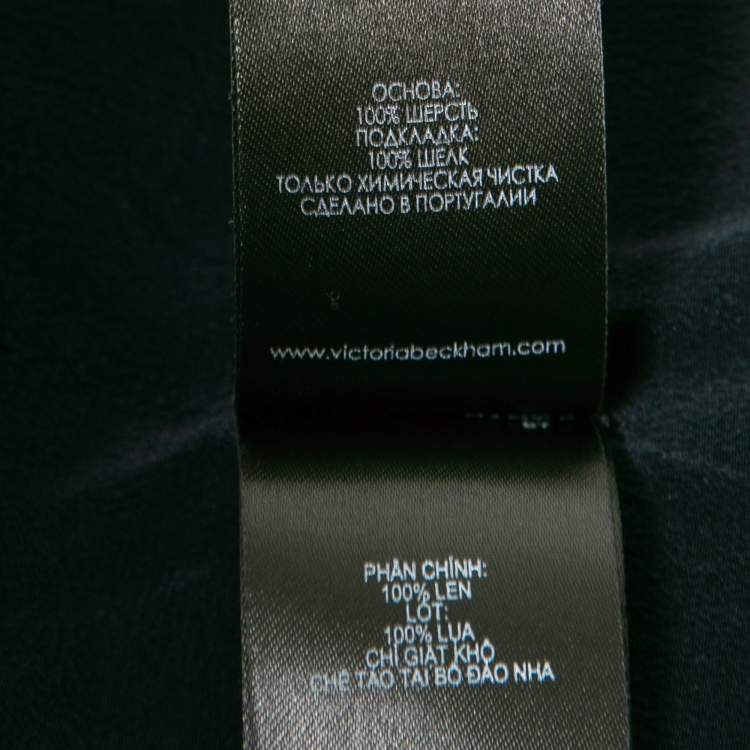 ОСНОВА:
100% ШЕРСТЬ
ПОДКЛАДКА:
100% ШЕЛК
ТОЛЬКО ХИМИЧЕСКАЯ ЧИСТКА
СДЕЛАНО В ПОРТУГАЛИИ
www.victoriabeckham.com
PHẦN CHÍNH:
100% LEN
LÓT:
100% LỤA
CHỈ GIẶT KHÔ
CHẾ TẠO TẠI BỒ ĐÀO NHA